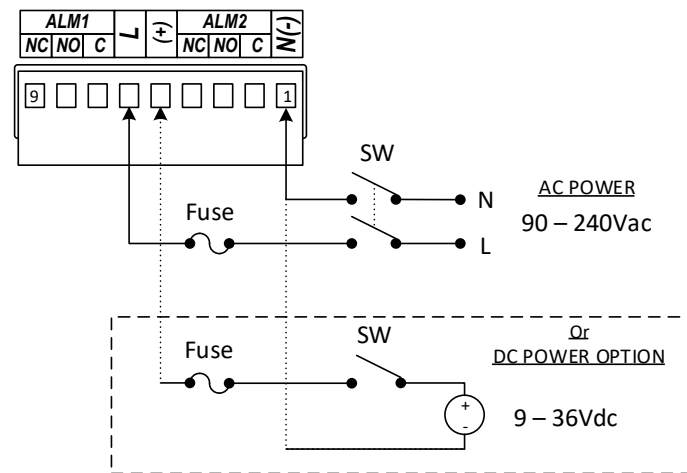 ALM1 L (+) ALM2 N(-)
NC NO C NC NO C
9 1
SW
N
AC POWER
90 – 240Vac
Fuse
L
SW
Or
Fuse
DC POWER OPTION
+
-
9 – 36Vdc